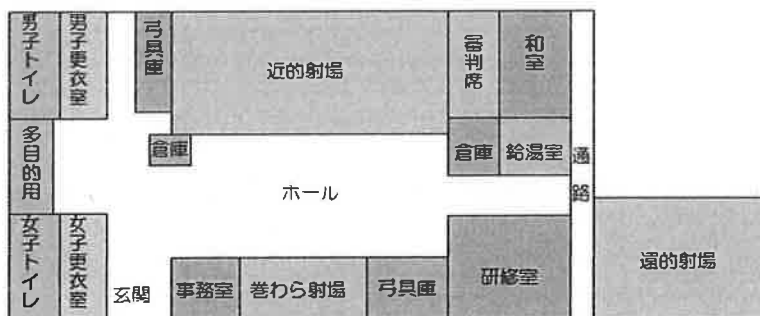 男子トイレ
男子更衣室
弓具庫
近的射場
審判席
和室
多目的用
倉庫
倉庫
給湯室
通路
ホール
女子トイレ
女子更衣室
玄関
事務室
巻わら射場
弓具庫
研修室
遠的射場